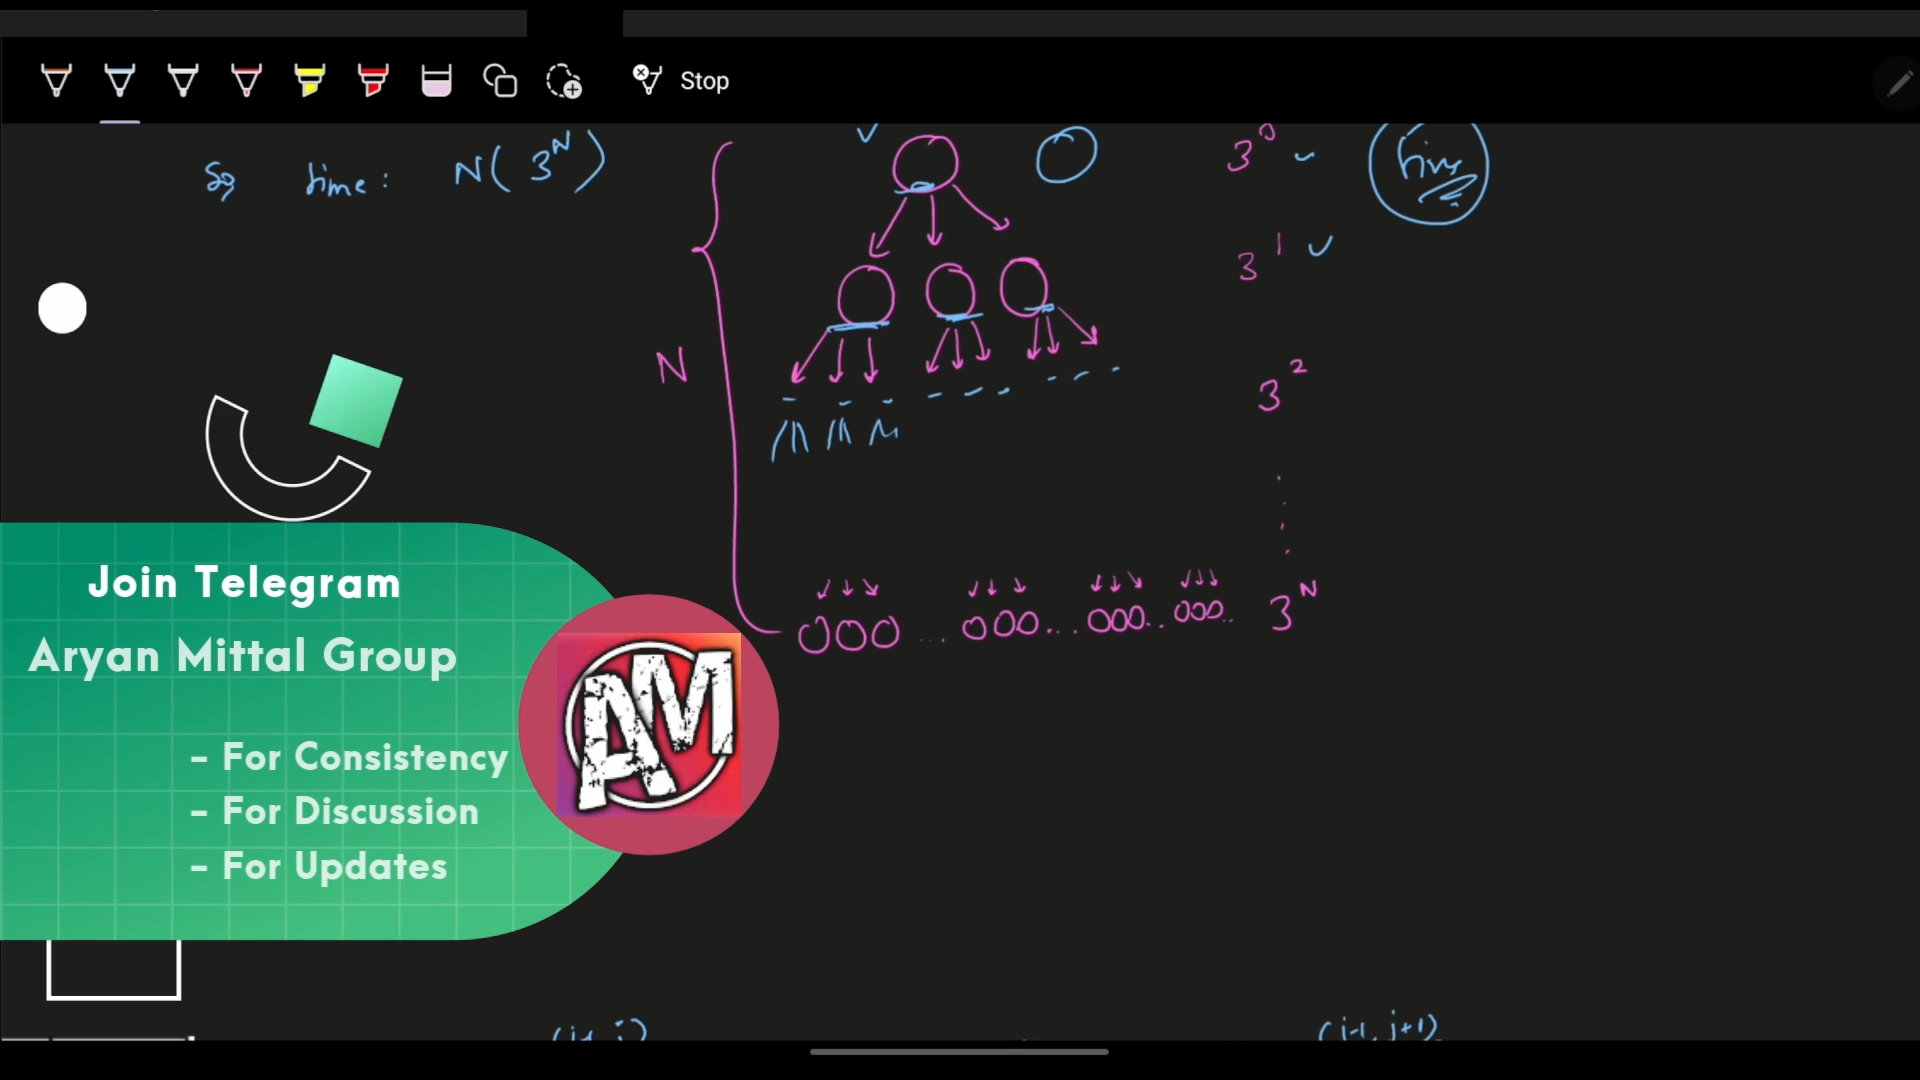 Stop
So time : N( 3^N )
3^0
time
3^1
N
3^2
3^N
Join Telegram
Aryan Mittal Group
- For Consistency
- For Discussion
- For Updates
AM
(i-1, j+1)